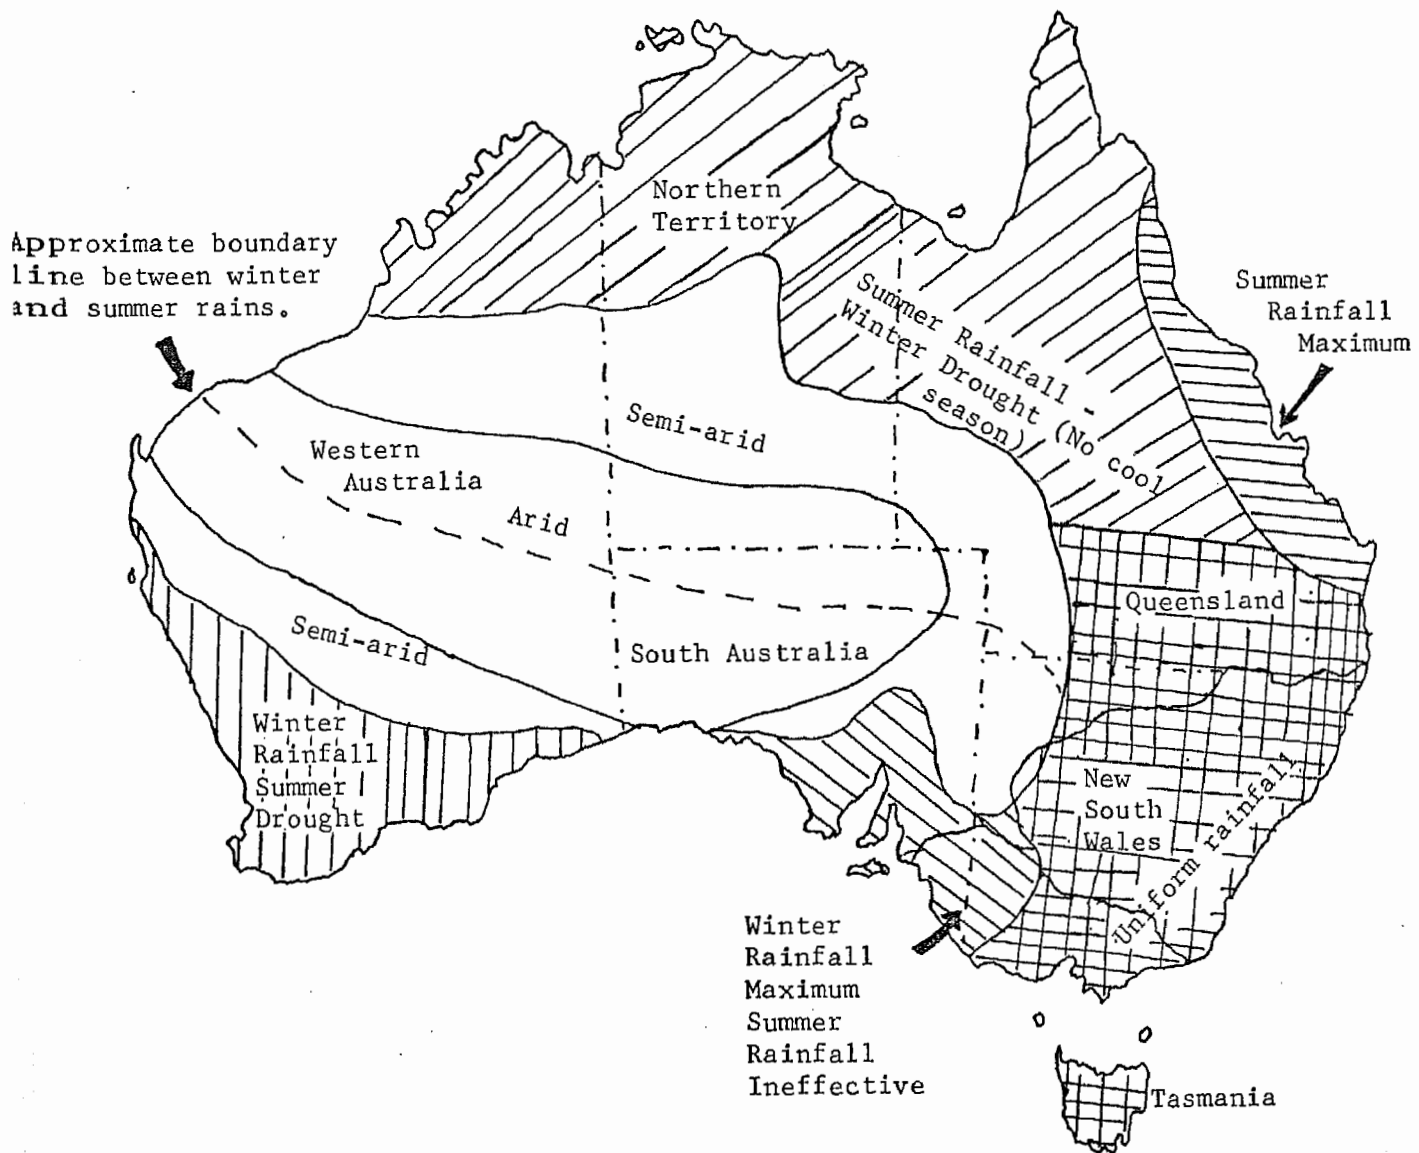 Northern
Territory
Approximate boundary
line between winter
and summer rains.
Summer
Rainfall
Maximum
Summer Rainfall -
Winter Drought (No cool
season)
Semi-arid
Western
Australia
Arid
Queensland
Semi-arid
South Australia
Winter
Rainfall
Summer
Drought
New
South
Wales
Uniform rainfall
Winter
Rainfall
Maximum
Summer
Rainfall
Ineffective
Tasmania